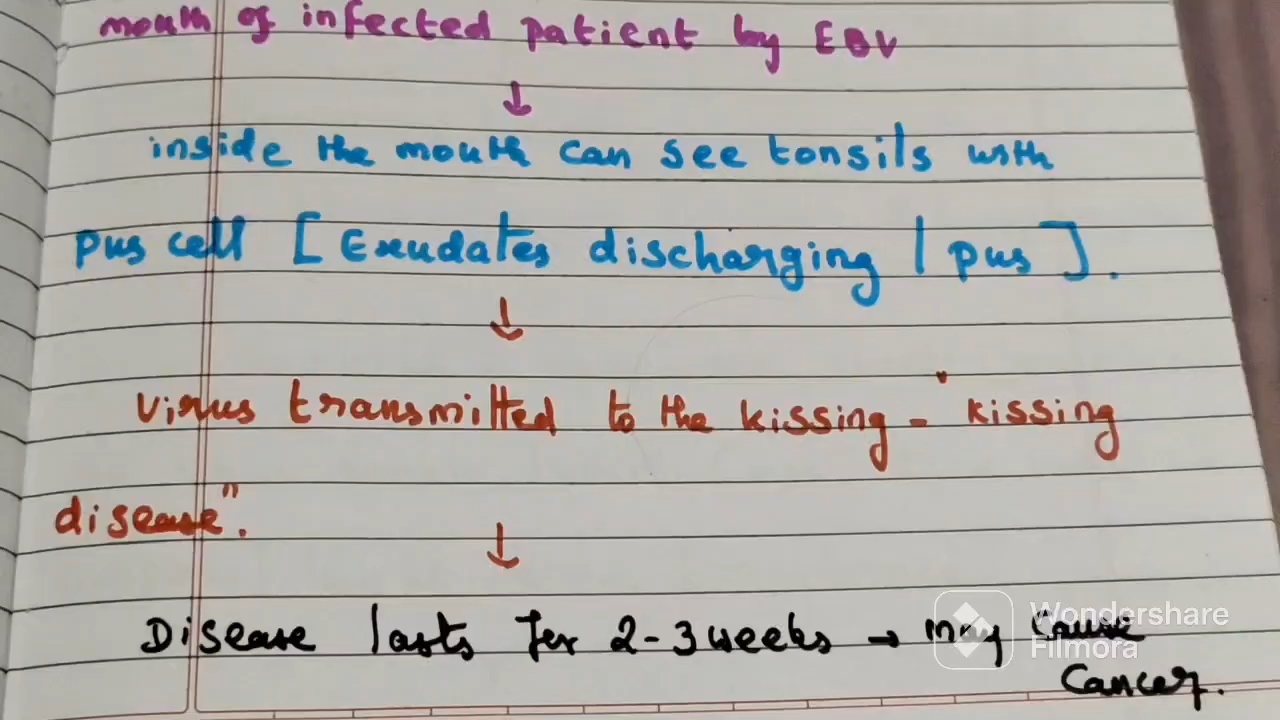 mouth of infected patient by EBV
↓
inside the mouth can see tonsils with
pus cell [Exudates discharging / pus].
↓
Virus transmitted to the kissing - "kissing
disease".
↓
Disease lasts for 2-3 weeks → may cause
Cancer.
Wondershare
Filmora